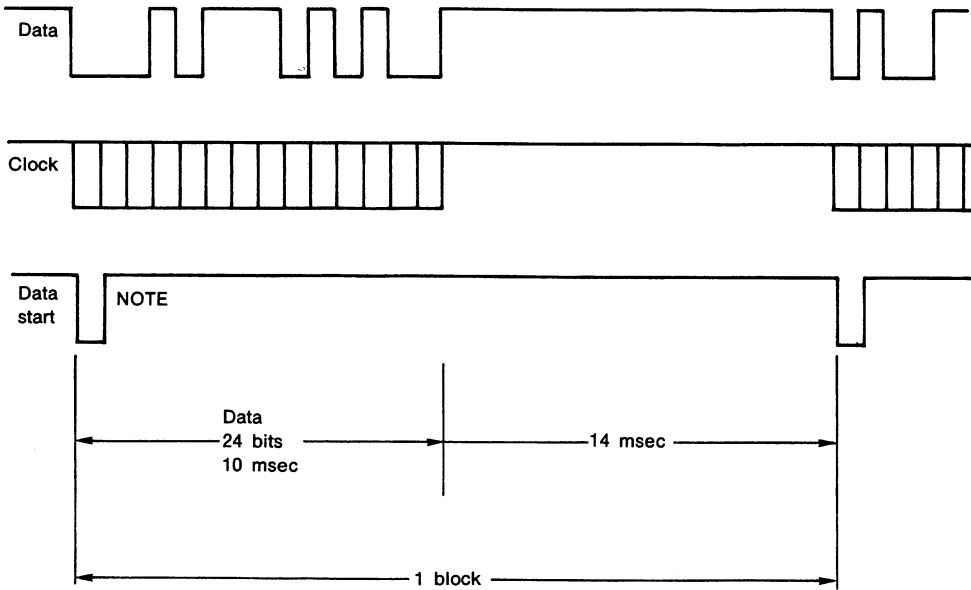 Data
Clock
Data
start
NOTE
Data
24 bits
10 msec
14 msec
1 block